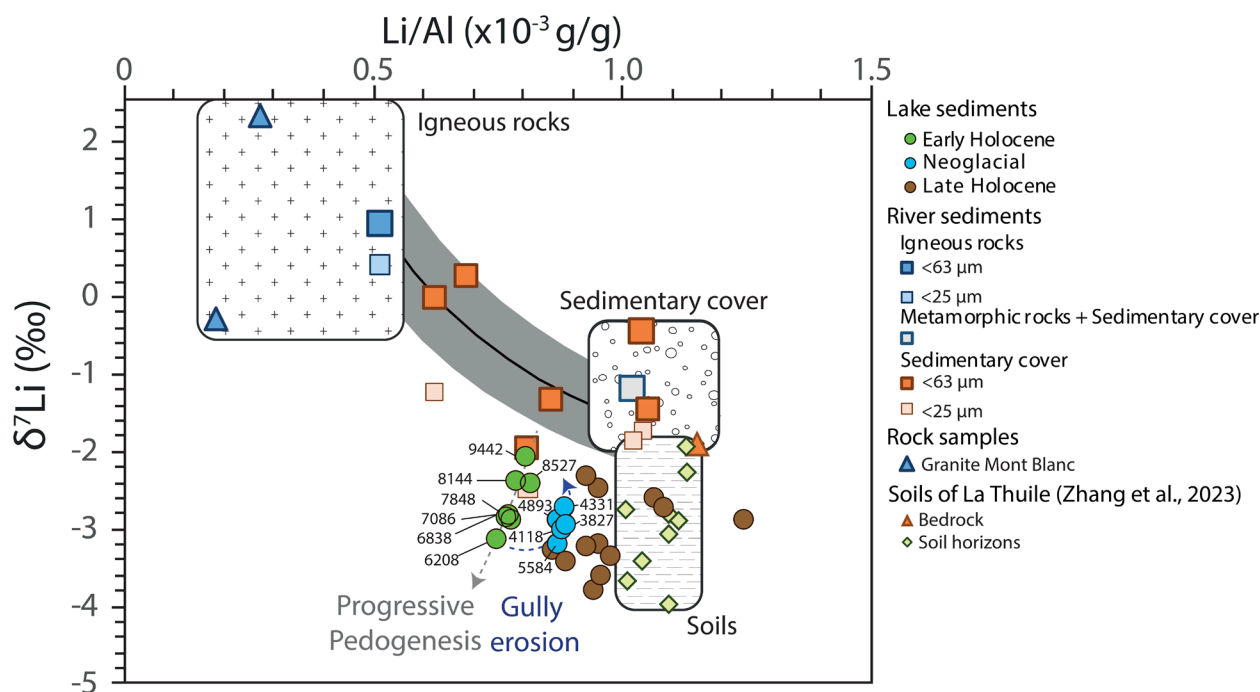 Li/Al (x10⁻³ g/g)
0 0.5 1.0 1.5
δ⁷Li (‰)
2
1
0
-1
-2
-3
-4
-5
Igneous rocks
Sedimentary cover
9442
8527
8144
7848
4893
4331
7086
3827
6838
4118
6208
5584
Progressive
Pedogenesis
Gully
erosion
Soils
Lake sediments
Early Holocene
Neoglacial
Late Holocene
River sediments
Igneous rocks
<63 µm
<25 µm
Metamorphic rocks + Sedimentary cover
Sedimentary cover
<63 µm
<25 µm
Rock samples
Granite Mont Blanc
Soils of La Thuile (Zhang et al., 2023)
Bedrock
Soil horizons